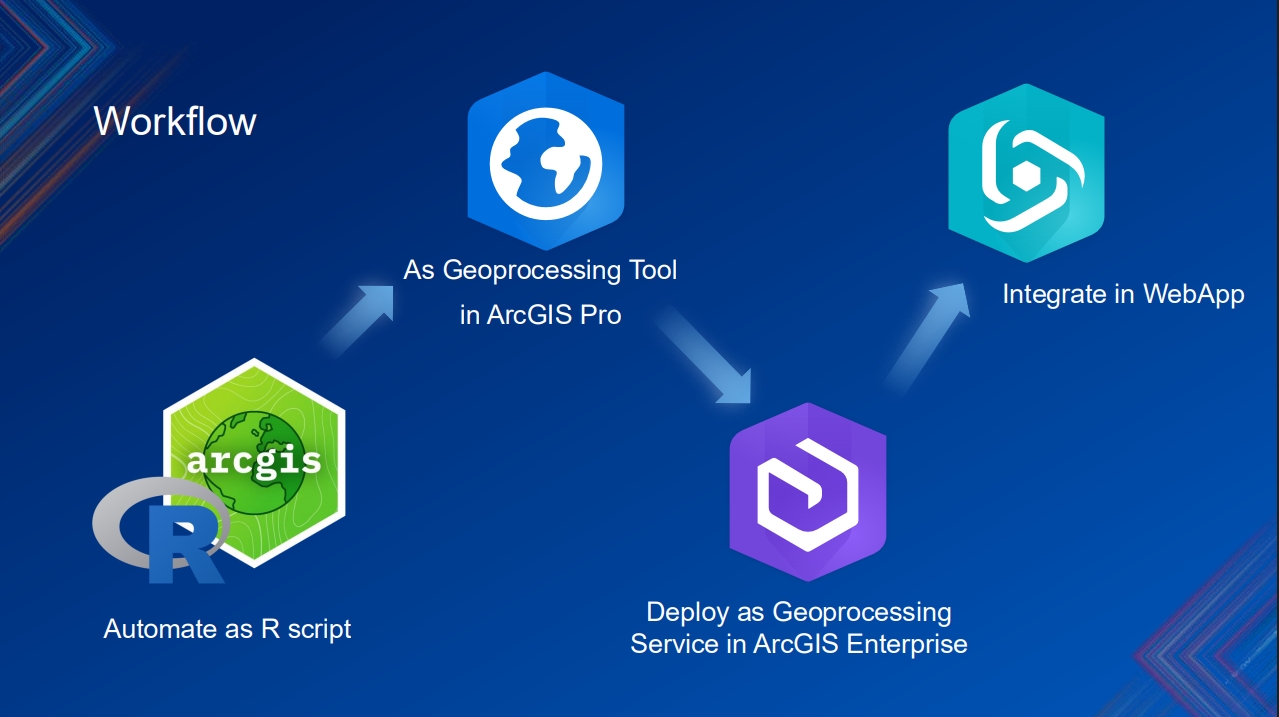 Workflow
As Geoprocessing Tool
in ArcGIS Pro
Integrate in WebApp
arcgis
R
Automate as R script
Deploy as Geoprocessing
Service in ArcGIS Enterprise